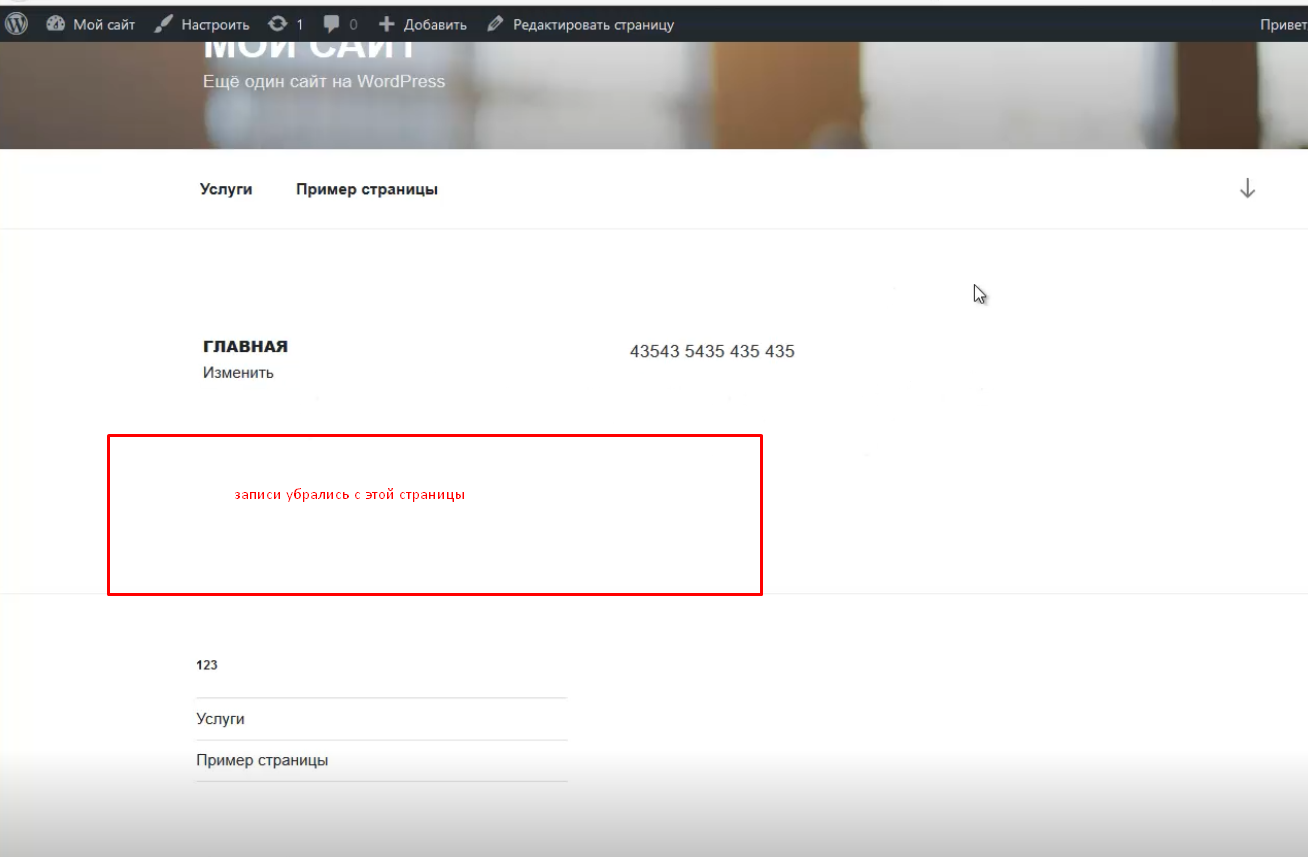 Мой сайт Настроить 1 0 Добавить Редактировать страницу Привет
МОЙ САЙТ
Ещё один сайт на WordPress
Услуги Пример страницы
ГЛАВНАЯ 43543 5435 435 435
Изменить
записи убрались с этой страницы
123
Услуги
Пример страницы